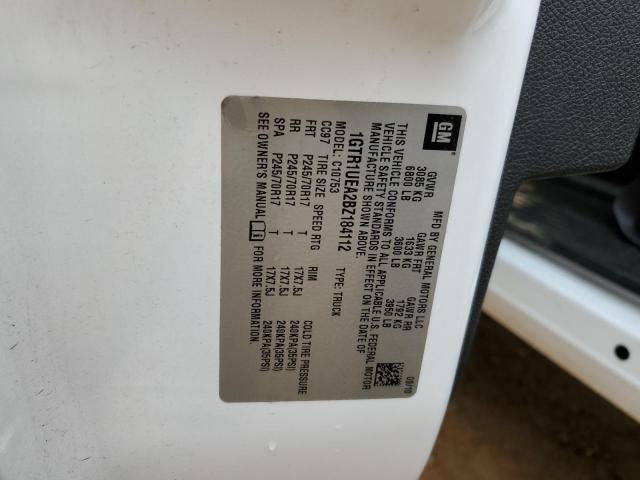 GM
MFD BY GENERAL MOTORS LLC
GVWR GAWR FRT GAWR RR
3085 KG 1633 KG 1792 KG
6800 LB 3600 LB 3950 LB
THIS VEHICLE CONFORMS TO ALL APPLICABLE U.S. FEDERAL MOTOR
VEHICLE SAFETY STANDARDS IN EFFECT ON THE DATE OF
MANUFACTURE SHOWN ABOVE.
08/10
1GTR1UEA2BZ184112 TYPE: TRUCK
MODEL: C10753
CC97 TIRE SIZE SPEED RTG RIM COLD TIRE PRESSURE
FRT P245/70R17 T 17X7.5J 240KPA(35PSI)
RR P245/70R17 T 17X7.5J 240KPA(35PSI)
SPA P245/70R17 T 17X7.5J 240KPA(35PSI)
SEE OWNER'S MANUAL FOR MORE INFORMATION.